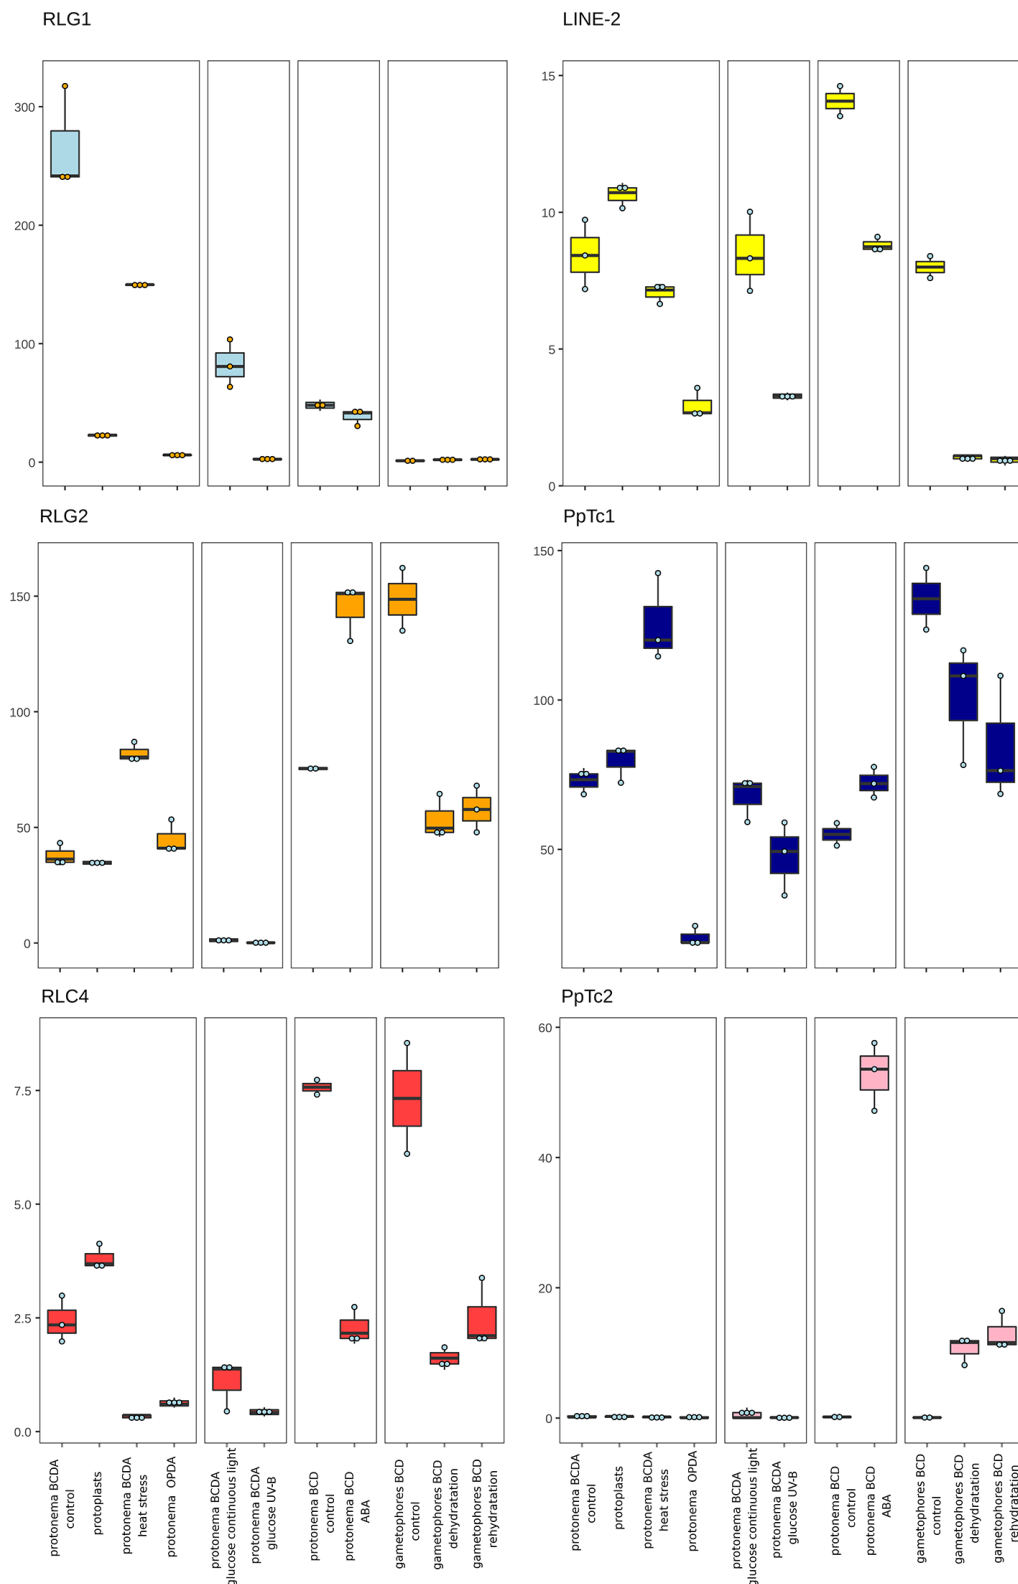 RLG1
300
200
100
0
LINE-2
15
10
5
0
RLG2
150
100
50
0
PpTc1
150
100
50
RLC4
7.5
5.0
2.5
0.0
PpTc2
60
40
20
0
protonema BCDA
control
protoplasts
protonema BCDA
heat stress
protonema OPDA
protonema BCDA
glucose continuous light
protonema BCDA
glucose UV-B
protonema BCD
control
protonema BCD
ABA
gametophores BCD
control
gametophores BCD
dehydratation
gametophores BCD
rehydratation
protonema BCDA
control
protoplasts
protonema BCDA
heat stress
protonema OPDA
protonema BCDA
glucose continuous light
protonema BCDA
glucose UV-B
protonema BCD
control
protonema BCD
ABA
gametophores BCD
control
gametophores BCD
dehydratation
gametophores BCD
rehydratation